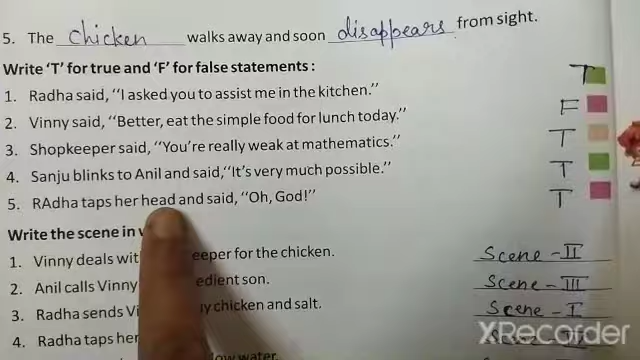 5. The chicken walks away and soon disappears from sight.
Write 'T' for true and 'F' for false statements :
1. Radha said, "I asked you to assist me in the kitchen." T
2. Vinny said, "Better, eat the simple food for lunch today." F
3. Shopkeeper said, "You're really weak at mathematics." T
4. Sanju blinks to Anil and said, "It's very much possible." T
5. RAdha taps her head and said, "Oh, God!" T
Write the scene in
1. Vinny deals wit eeper for the chicken. Scene - II
2. Anil calls Vinny edient son. Scene - III
3. Radha sends Vi y chicken and salt. Scene - I
4. Radha taps her
low water.
XRecorder